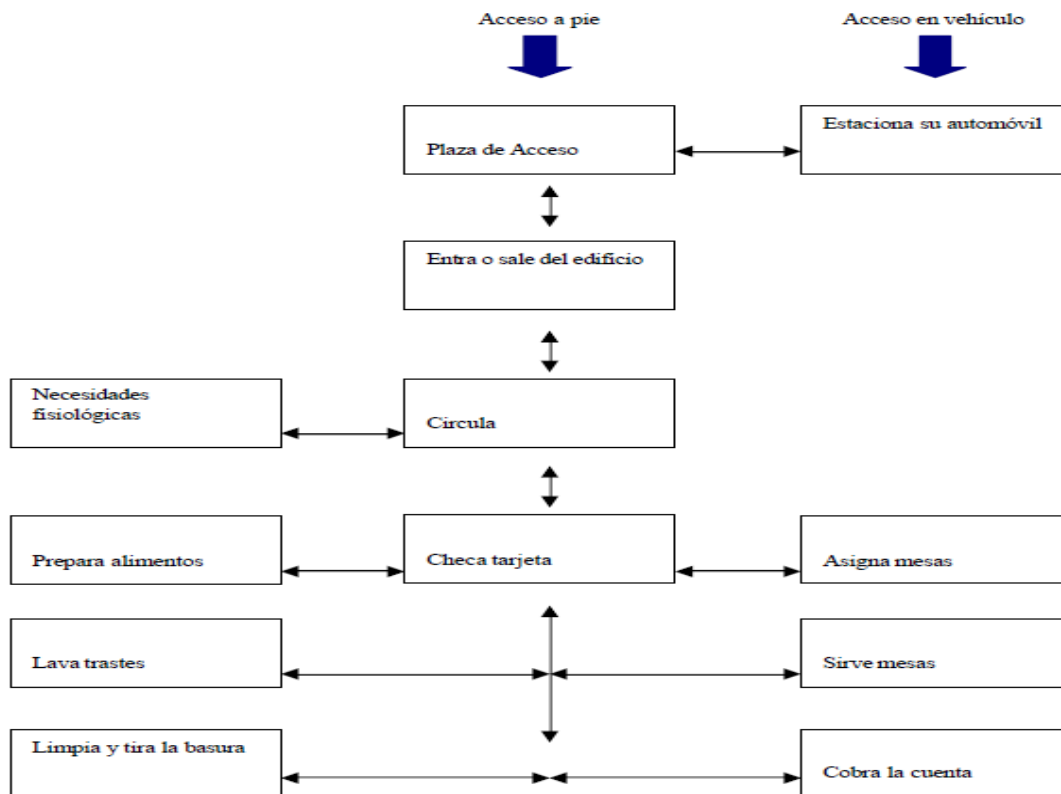 Acceso a pie
Acceso en vehículo
Plaza de Acceso
Estaciona su automóvil
Entra o sale del edificio
Necesidades
fisiológicas
Circula
Prepara alimentos
Checa tarjeta
Asigna mesas
Lava trastes
Sirve mesas
Limpia y tira la basura
Cobra la cuenta